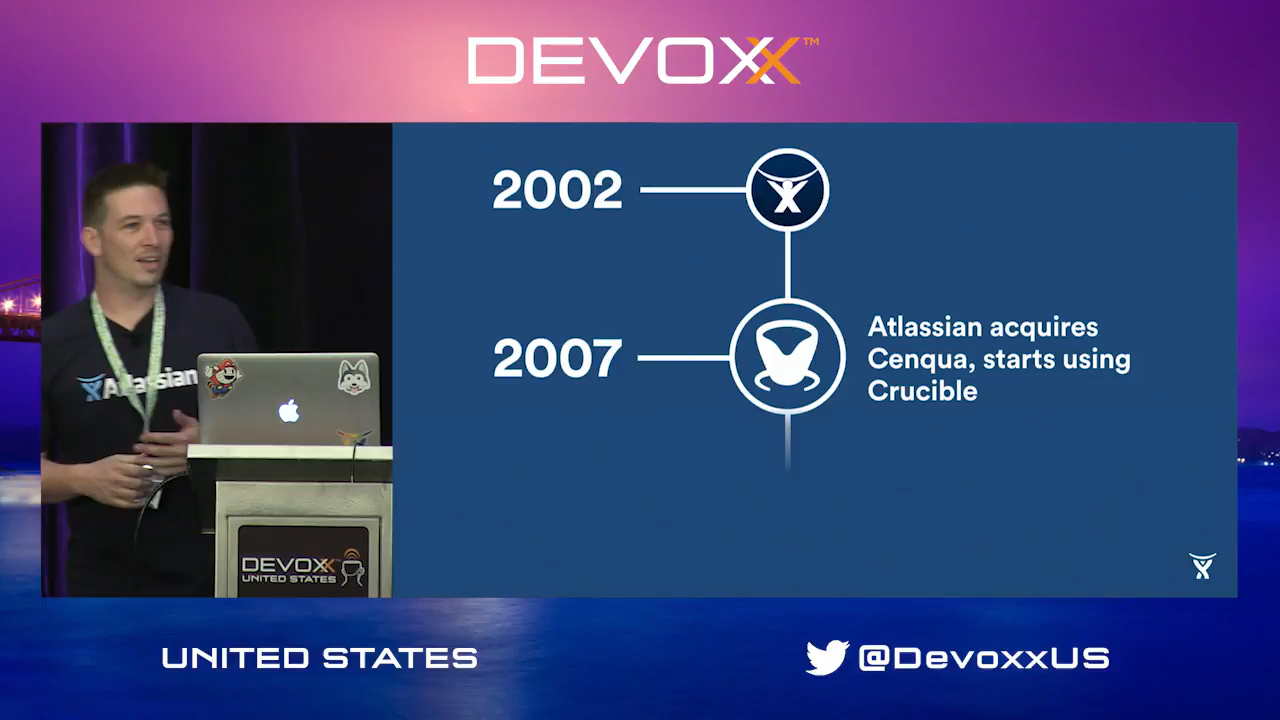 DEVOXX™
2002
2007
Atlassian acquires
Cenqua, starts using
Crucible
Atlassian
DEVOXX
UNITED STATES
UNITED STATES
@DevoxxUS